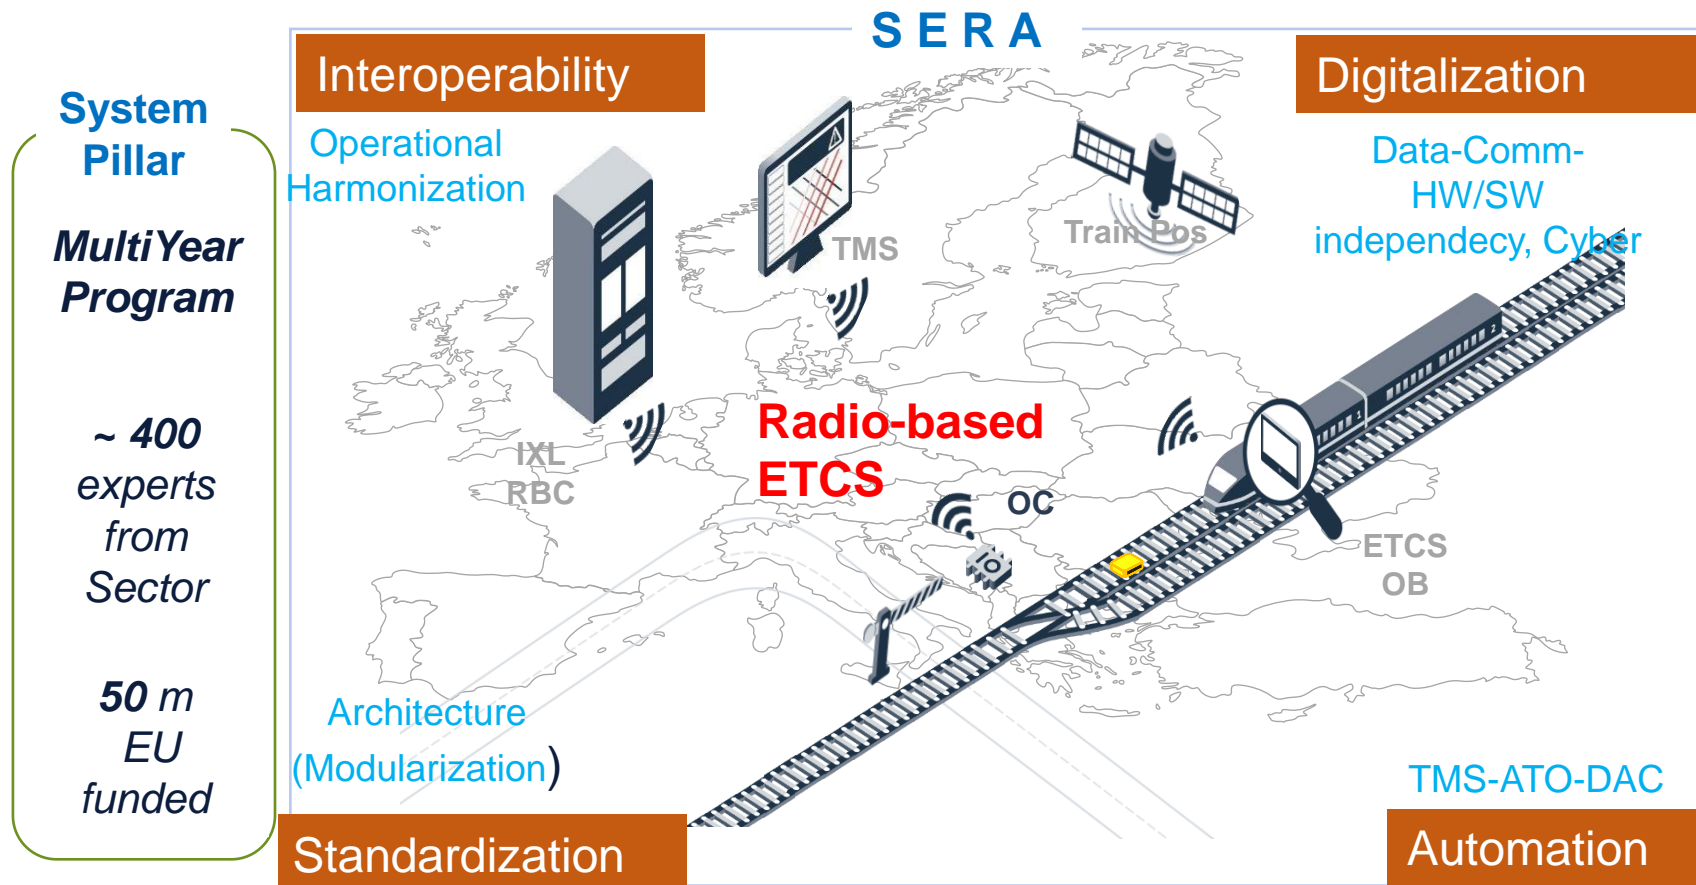 S E R A
System
Pillar
MultiYear
Program
~ 400
experts
from
Sector
50 m
EU
funded
Interoperability
Operational
Harmonization
Digitalization
Data-Comm-
HW/SW
independecy, Cyber
TMS
Train Pos
IXL
RBC
Radio-based
ETCS
OC
ETCS
OB
2
1
Architecture
(Modularization)
Standardization
TMS-ATO-DAC
Automation